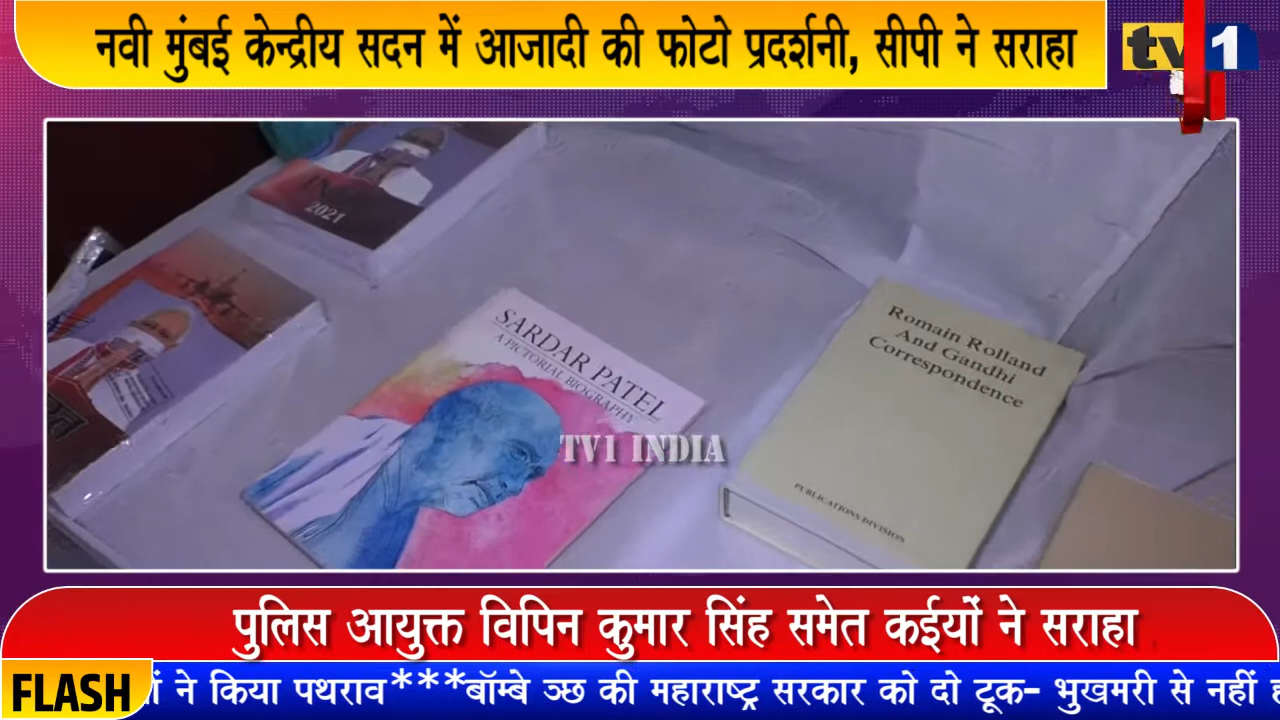 नवी मुंबई केन्द्रीय सदन में आजादी की फोटो प्रदर्शनी, सीपी ने सराहा
tv1
2021
SARDAR PATEL
A PICTORIAL BIOGRAPHY
TV1 INDIA
Romain Rolland
And Gandhi
Correspondence
PUBLICATIONS DIVISION
पुलिस आयुक्त विपिन कुमार सिंह समेत कईयों ने सराहा
FLASH
ने किया पथराव***बॉम्बे ञ्छ की महाराष्ट्र सरकार को दो टूक- भुखमरी से नहीं